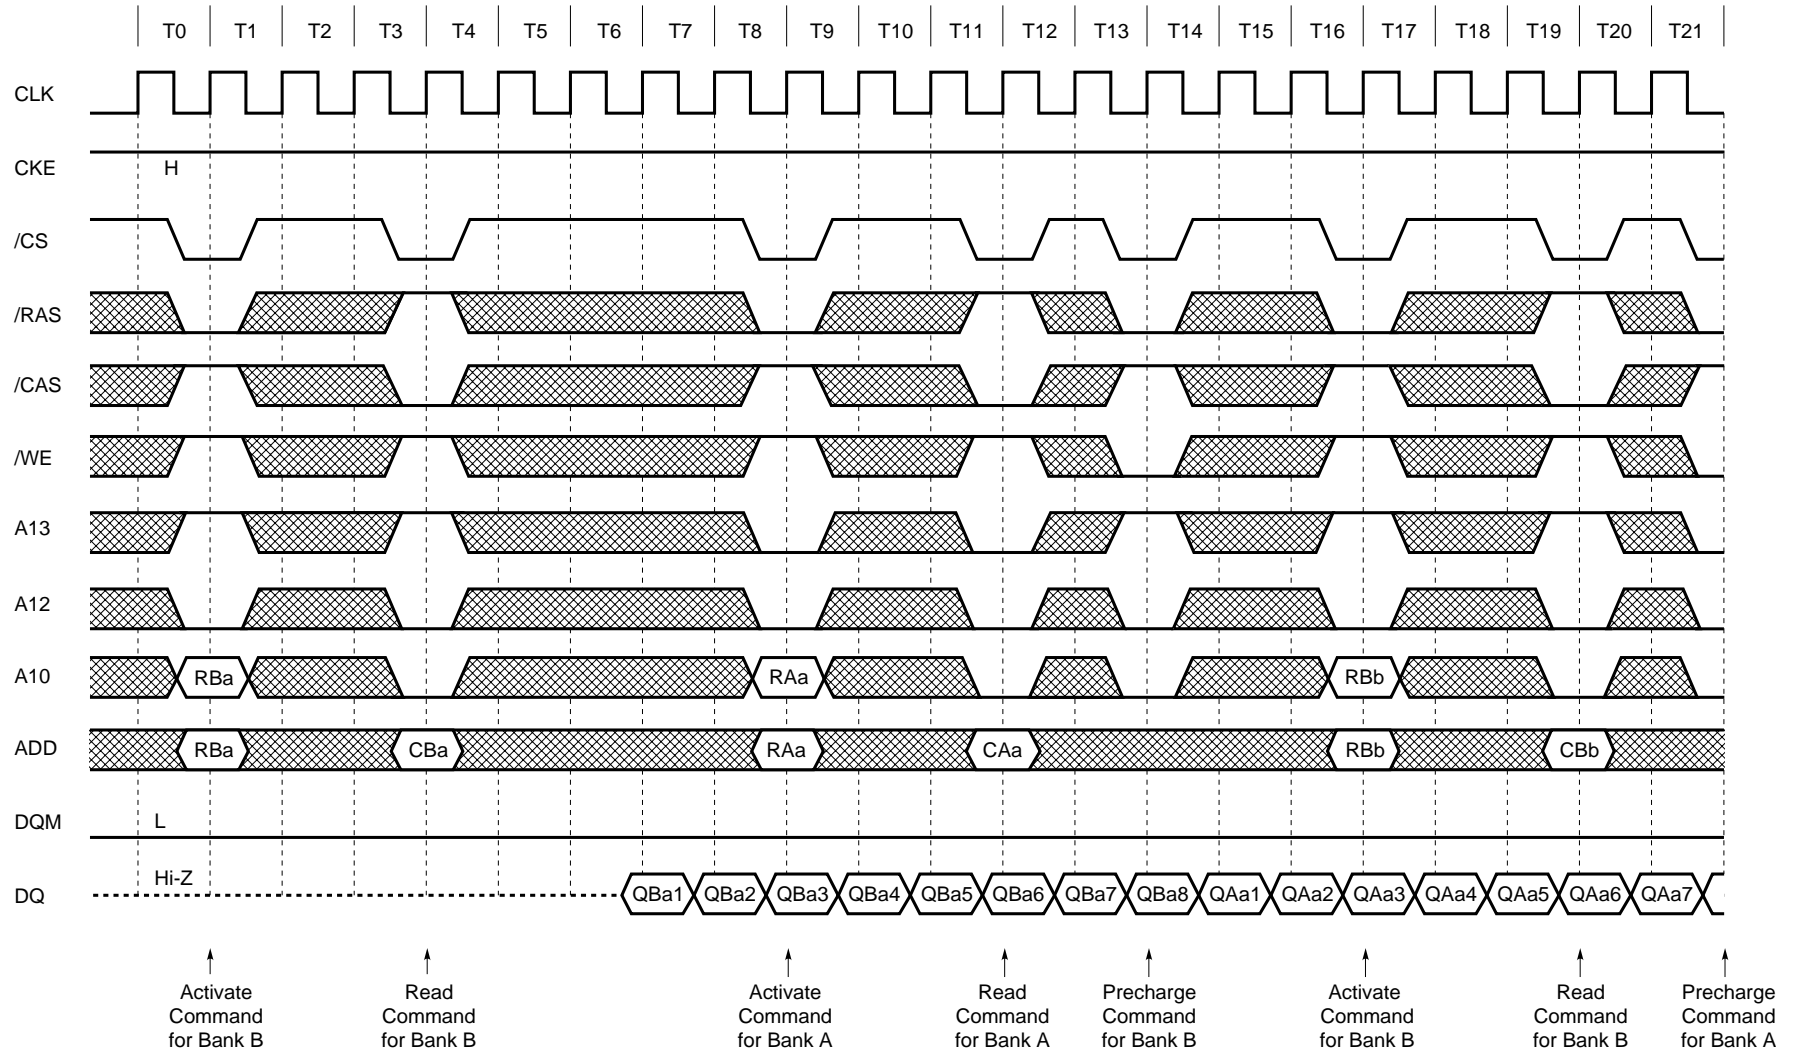 T0 T1 T2 T3 T4 T5 T6 T7 T8 T9 T10 T11 T12 T13 T14 T15 T16 T17 T18 T19 T20 T21
CLK
CKE
H
/CS
/RAS
/CAS
/WE
A13
A12
A10 RBa RAa RBb
ADD RBa CBa RAa CAa RBb CBb
DQM
L
Hi-Z
DQ QBa1 QBa2 QBa3 QBa4 QBa5 QBa6 QBa7 QBa8 QAa1 QAa2 QAa3 QAa4 QAa5 QAa6 QAa7
Activate
Command
for Bank B
Read
Command
for Bank B
Activate
Command
for Bank A
Read
Command
for Bank A
Precharge
Command
for Bank B
Activate
Command
for Bank B
Read
Command
for Bank B
Precharge
Command
for Bank A